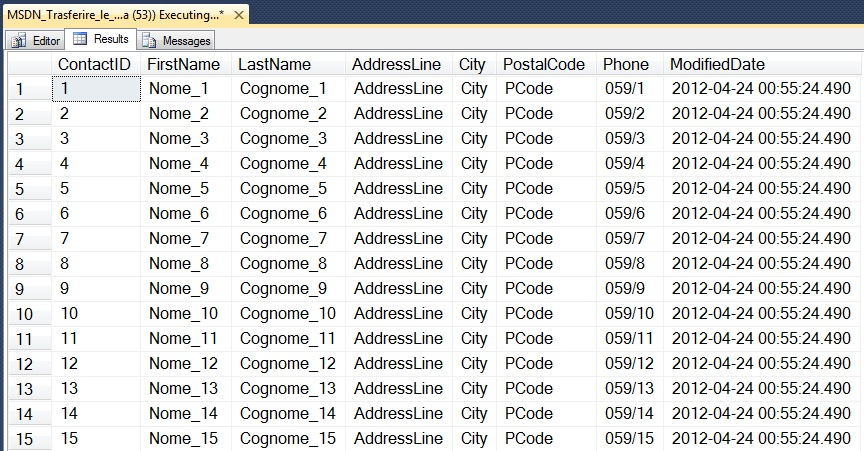 MSDN_Trasferire_le_...a (53)) Executing...* ×
Editor Results Messages
ContactID FirstName LastName AddressLine City PostalCode Phone ModifiedDate
1 1 Nome_1 Cognome_1 AddressLine City PCode 059/1 2012-04-24 00:55:24.490
2 2 Nome_2 Cognome_2 AddressLine City PCode 059/2 2012-04-24 00:55:24.490
3 3 Nome_3 Cognome_3 AddressLine City PCode 059/3 2012-04-24 00:55:24.490
4 4 Nome_4 Cognome_4 AddressLine City PCode 059/4 2012-04-24 00:55:24.490
5 5 Nome_5 Cognome_5 AddressLine City PCode 059/5 2012-04-24 00:55:24.490
6 6 Nome_6 Cognome_6 AddressLine City PCode 059/6 2012-04-24 00:55:24.490
7 7 Nome_7 Cognome_7 AddressLine City PCode 059/7 2012-04-24 00:55:24.490
8 8 Nome_8 Cognome_8 AddressLine City PCode 059/8 2012-04-24 00:55:24.490
9 9 Nome_9 Cognome_9 AddressLine City PCode 059/9 2012-04-24 00:55:24.490
10 10 Nome_10 Cognome_10 AddressLine City PCode 059/10 2012-04-24 00:55:24.490
11 11 Nome_11 Cognome_11 AddressLine City PCode 059/11 2012-04-24 00:55:24.490
12 12 Nome_12 Cognome_12 AddressLine City PCode 059/12 2012-04-24 00:55:24.490
13 13 Nome_13 Cognome_13 AddressLine City PCode 059/13 2012-04-24 00:55:24.490
14 14 Nome_14 Cognome_14 AddressLine City PCode 059/14 2012-04-24 00:55:24.490
15 15 Nome_15 Cognome_15 AddressLine City PCode 059/15 2012-04-24 00:55:24.490